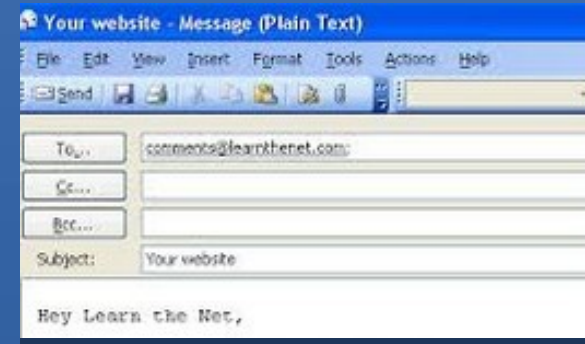 Your website - Message (Plain Text)
File Edit View Insert Format Tools Actions Help
Send
To... comments@learnthenet.com;
Cc...
Bcc...
Subject: Your website
Hey Learn the Net,